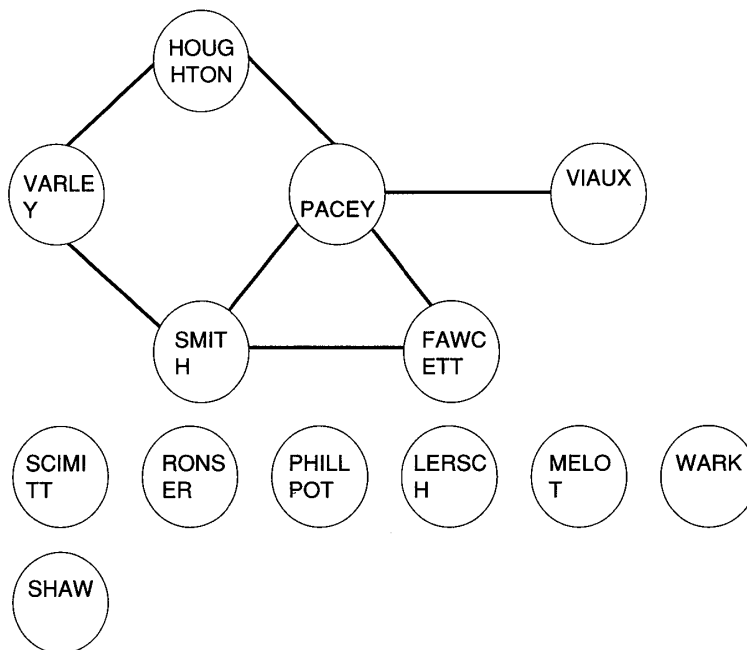 HOUG
HTON
VARLE
Y
PACEY
VIAUX
SMIT
H
FAWC
ETT
SCIMI
TT
RONS
ER
PHILL
POT
LERSC
H
MELO
T
WARK
SHAW